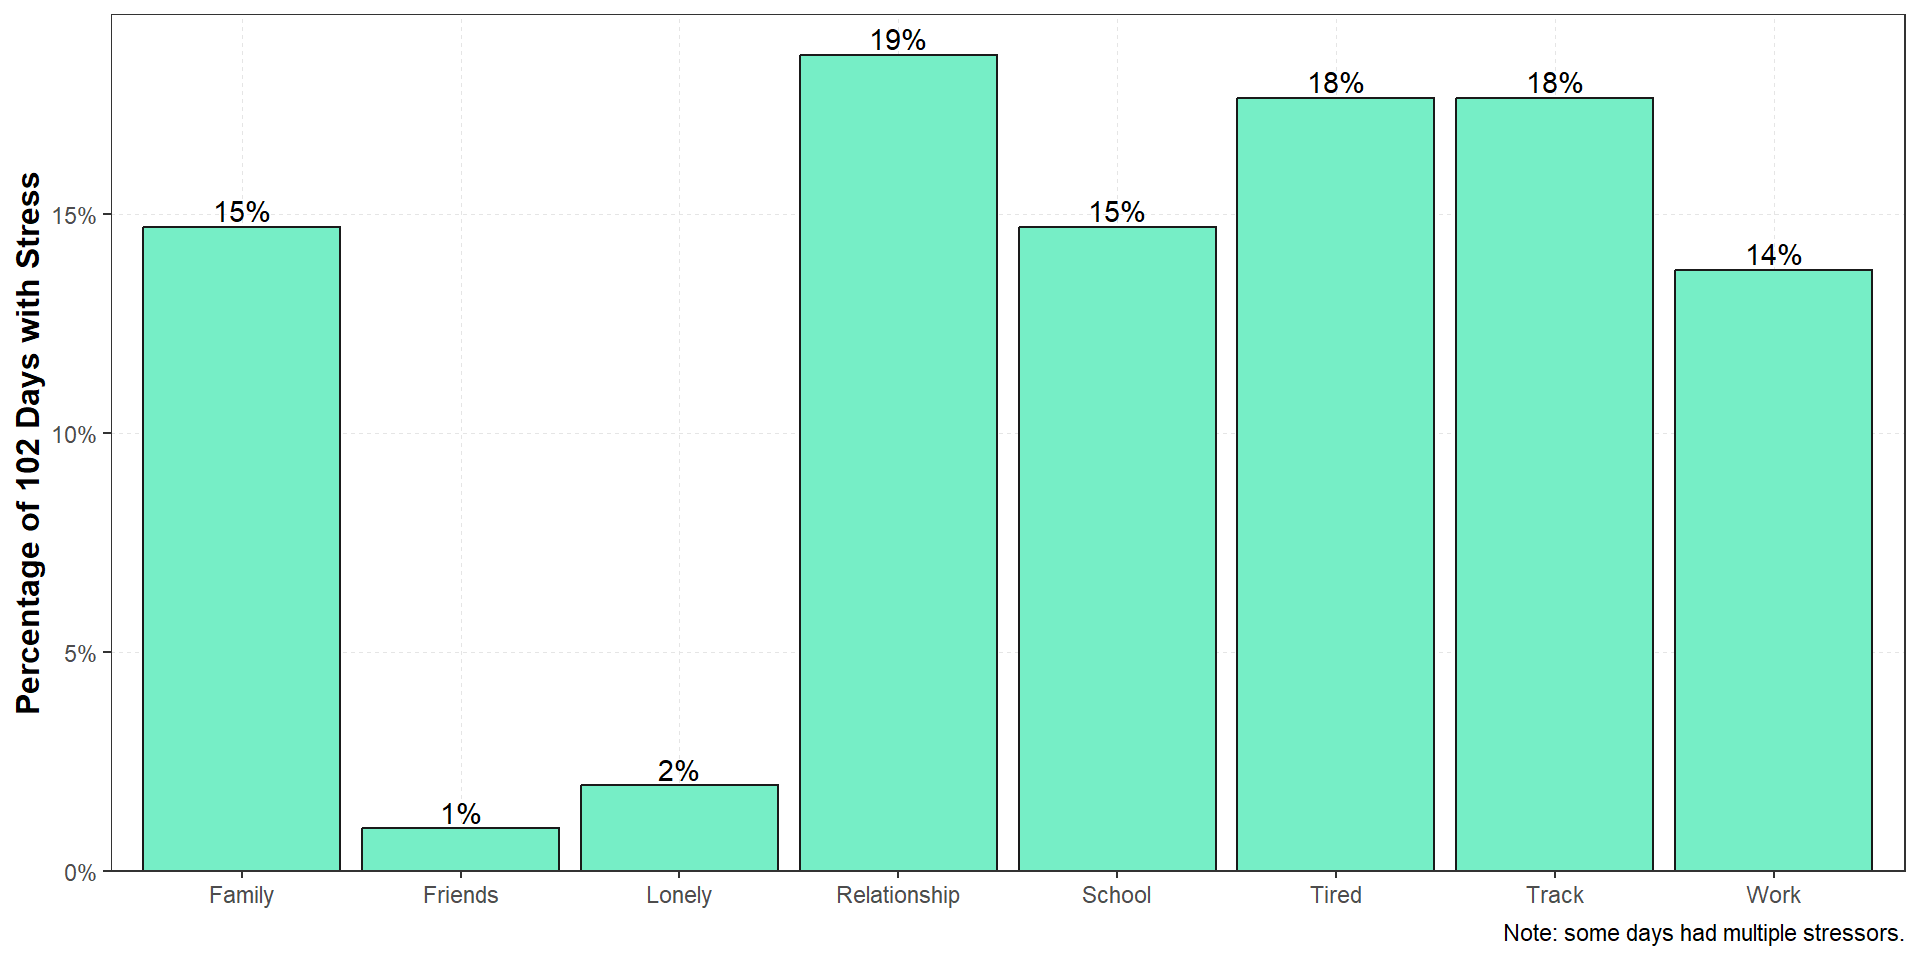 Percentage of 102 Days with Stress
15%
10%
5%
0%
15%
1%
2%
19%
15%
18%
18%
14%
Family
Friends
Lonely
Relationship
School
Tired
Track
Work
Note: some days had multiple stressors.